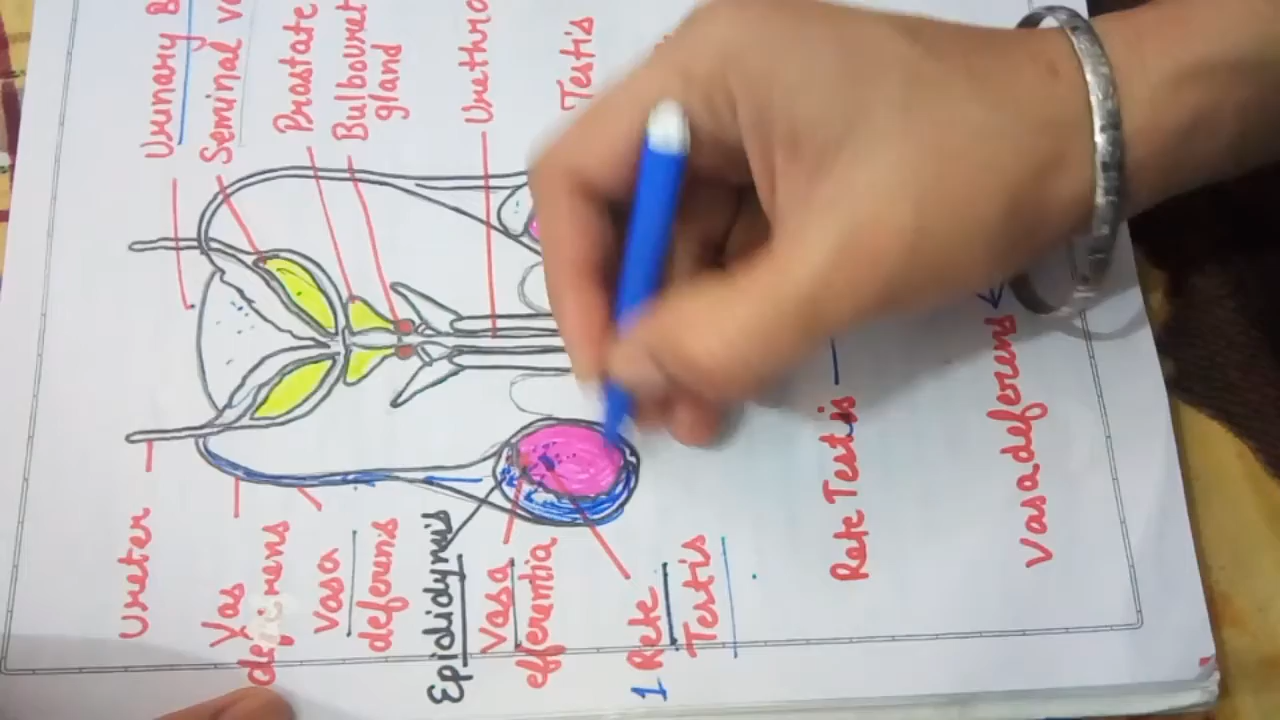 Urinary B
Seminal ve
Prastate
Bulbouret
gland
Urethra
Testis
Ureter
Vas
deferens
Vasa
deferens
Epididymis
Vasa
efferentia
1 Rete
Testis
Rete Testis
Vasadeferens